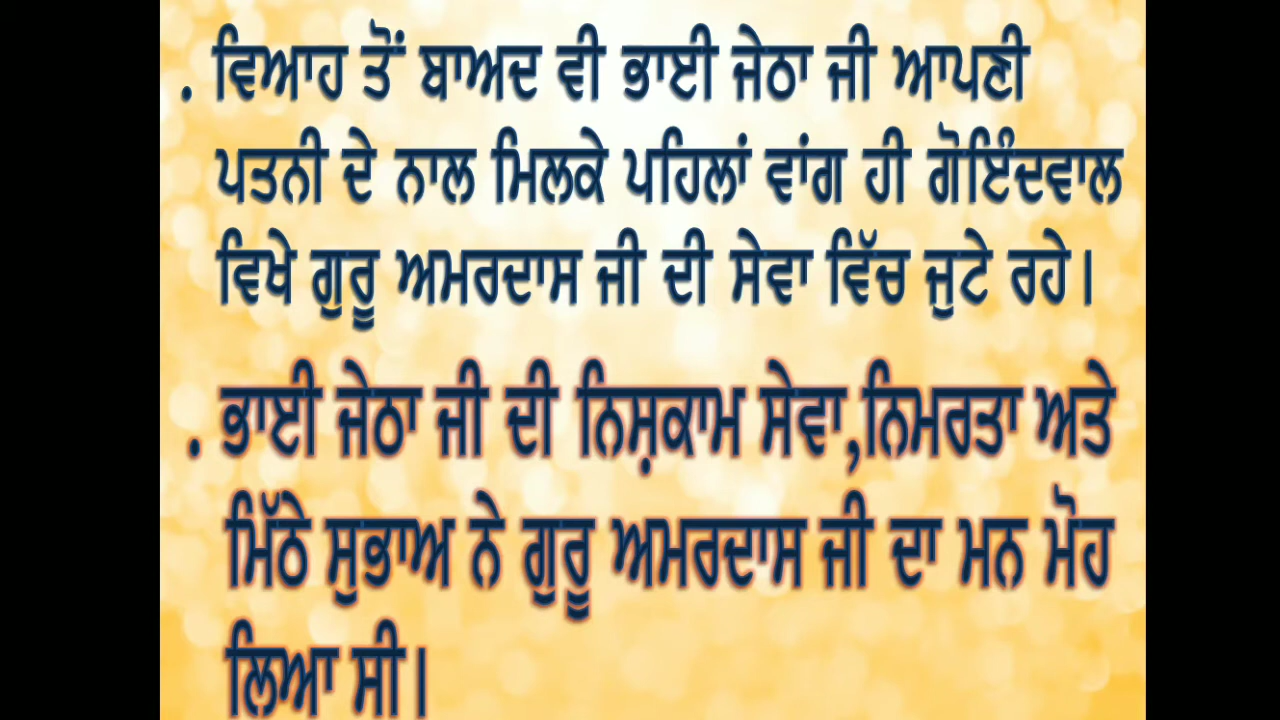 . ਵਿਆਹ ਤੋਂ ਬਾਅਦ ਵੀ ਭਾਈ ਜੇਠਾ ਜੀ ਆਪਣੀ
ਪਤਨੀ ਦੇ ਨਾਲ ਮਿਲਕੇ ਪਹਿਲਾਂ ਵਾਂਗ ਹੀ ਗੋਇੰਦਵਾਲ
ਵਿਖੇ ਗੁਰੂ ਅਮਰਦਾਸ ਜੀ ਦੀ ਸੇਵਾ ਵਿੱਚ ਜੁਟੇ ਰਹੇ।
. ਭਾਈ ਜੇਠਾ ਜੀ ਦੀ ਨਿਸ਼ਕਾਮ ਸੇਵਾ,ਨਿਮਰਤਾ ਅਤੇ
ਮਿੱਠੇ ਸੁਭਾਅ ਨੇ ਗੁਰੂ ਅਮਰਦਾਸ ਜੀ ਦਾ ਮਨ ਮੋਹ
ਲਿਆ ਸੀ।